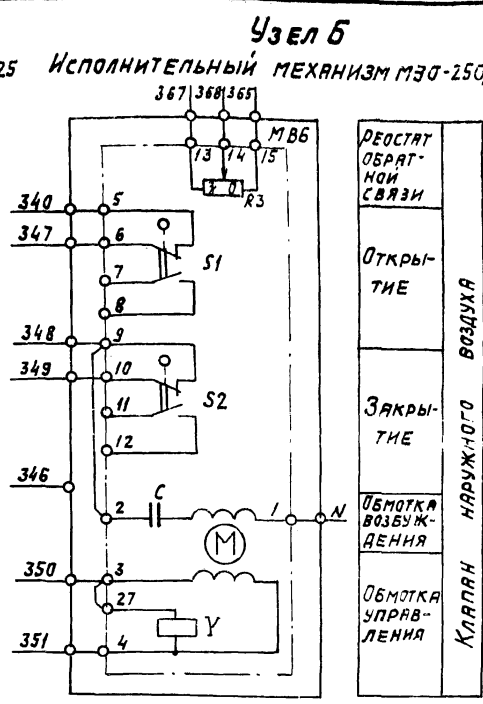 Узел Б
25 Исполнительный механизм МЭО-250
367 368 365
МВ6
13 14 15
R3
340 5
347 6
7 S1
8
348 9
349 10
11 S2
12
346
2 C 1 N
М
350 3
27
Y
351 4
РЕОСТАТ
ОБРАТ-
НОЙ
СВЯЗИ
ОТКРЫ-
ТИЕ
ЗАКРЫ-
ТИЕ
ОБМОТКА
ВОЗБУЖ-
ДЕНИЯ
ОБМОТКА
УПРАВ-
ЛЕНИЯ
КЛАПАН НАРУЖНОГО ВОЗДУХА